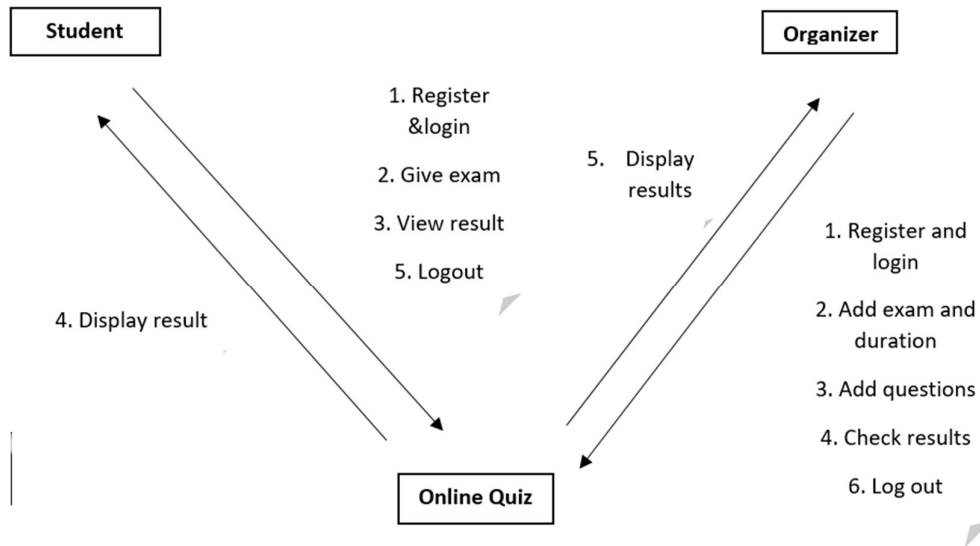 Student
Organizer
1. Register
&login
2. Give exam
3. View result
5. Logout
5. Display
results
1. Register and
login
2. Add exam and
duration
3. Add questions
4. Check results
6. Log out
4. Display result
Online Quiz